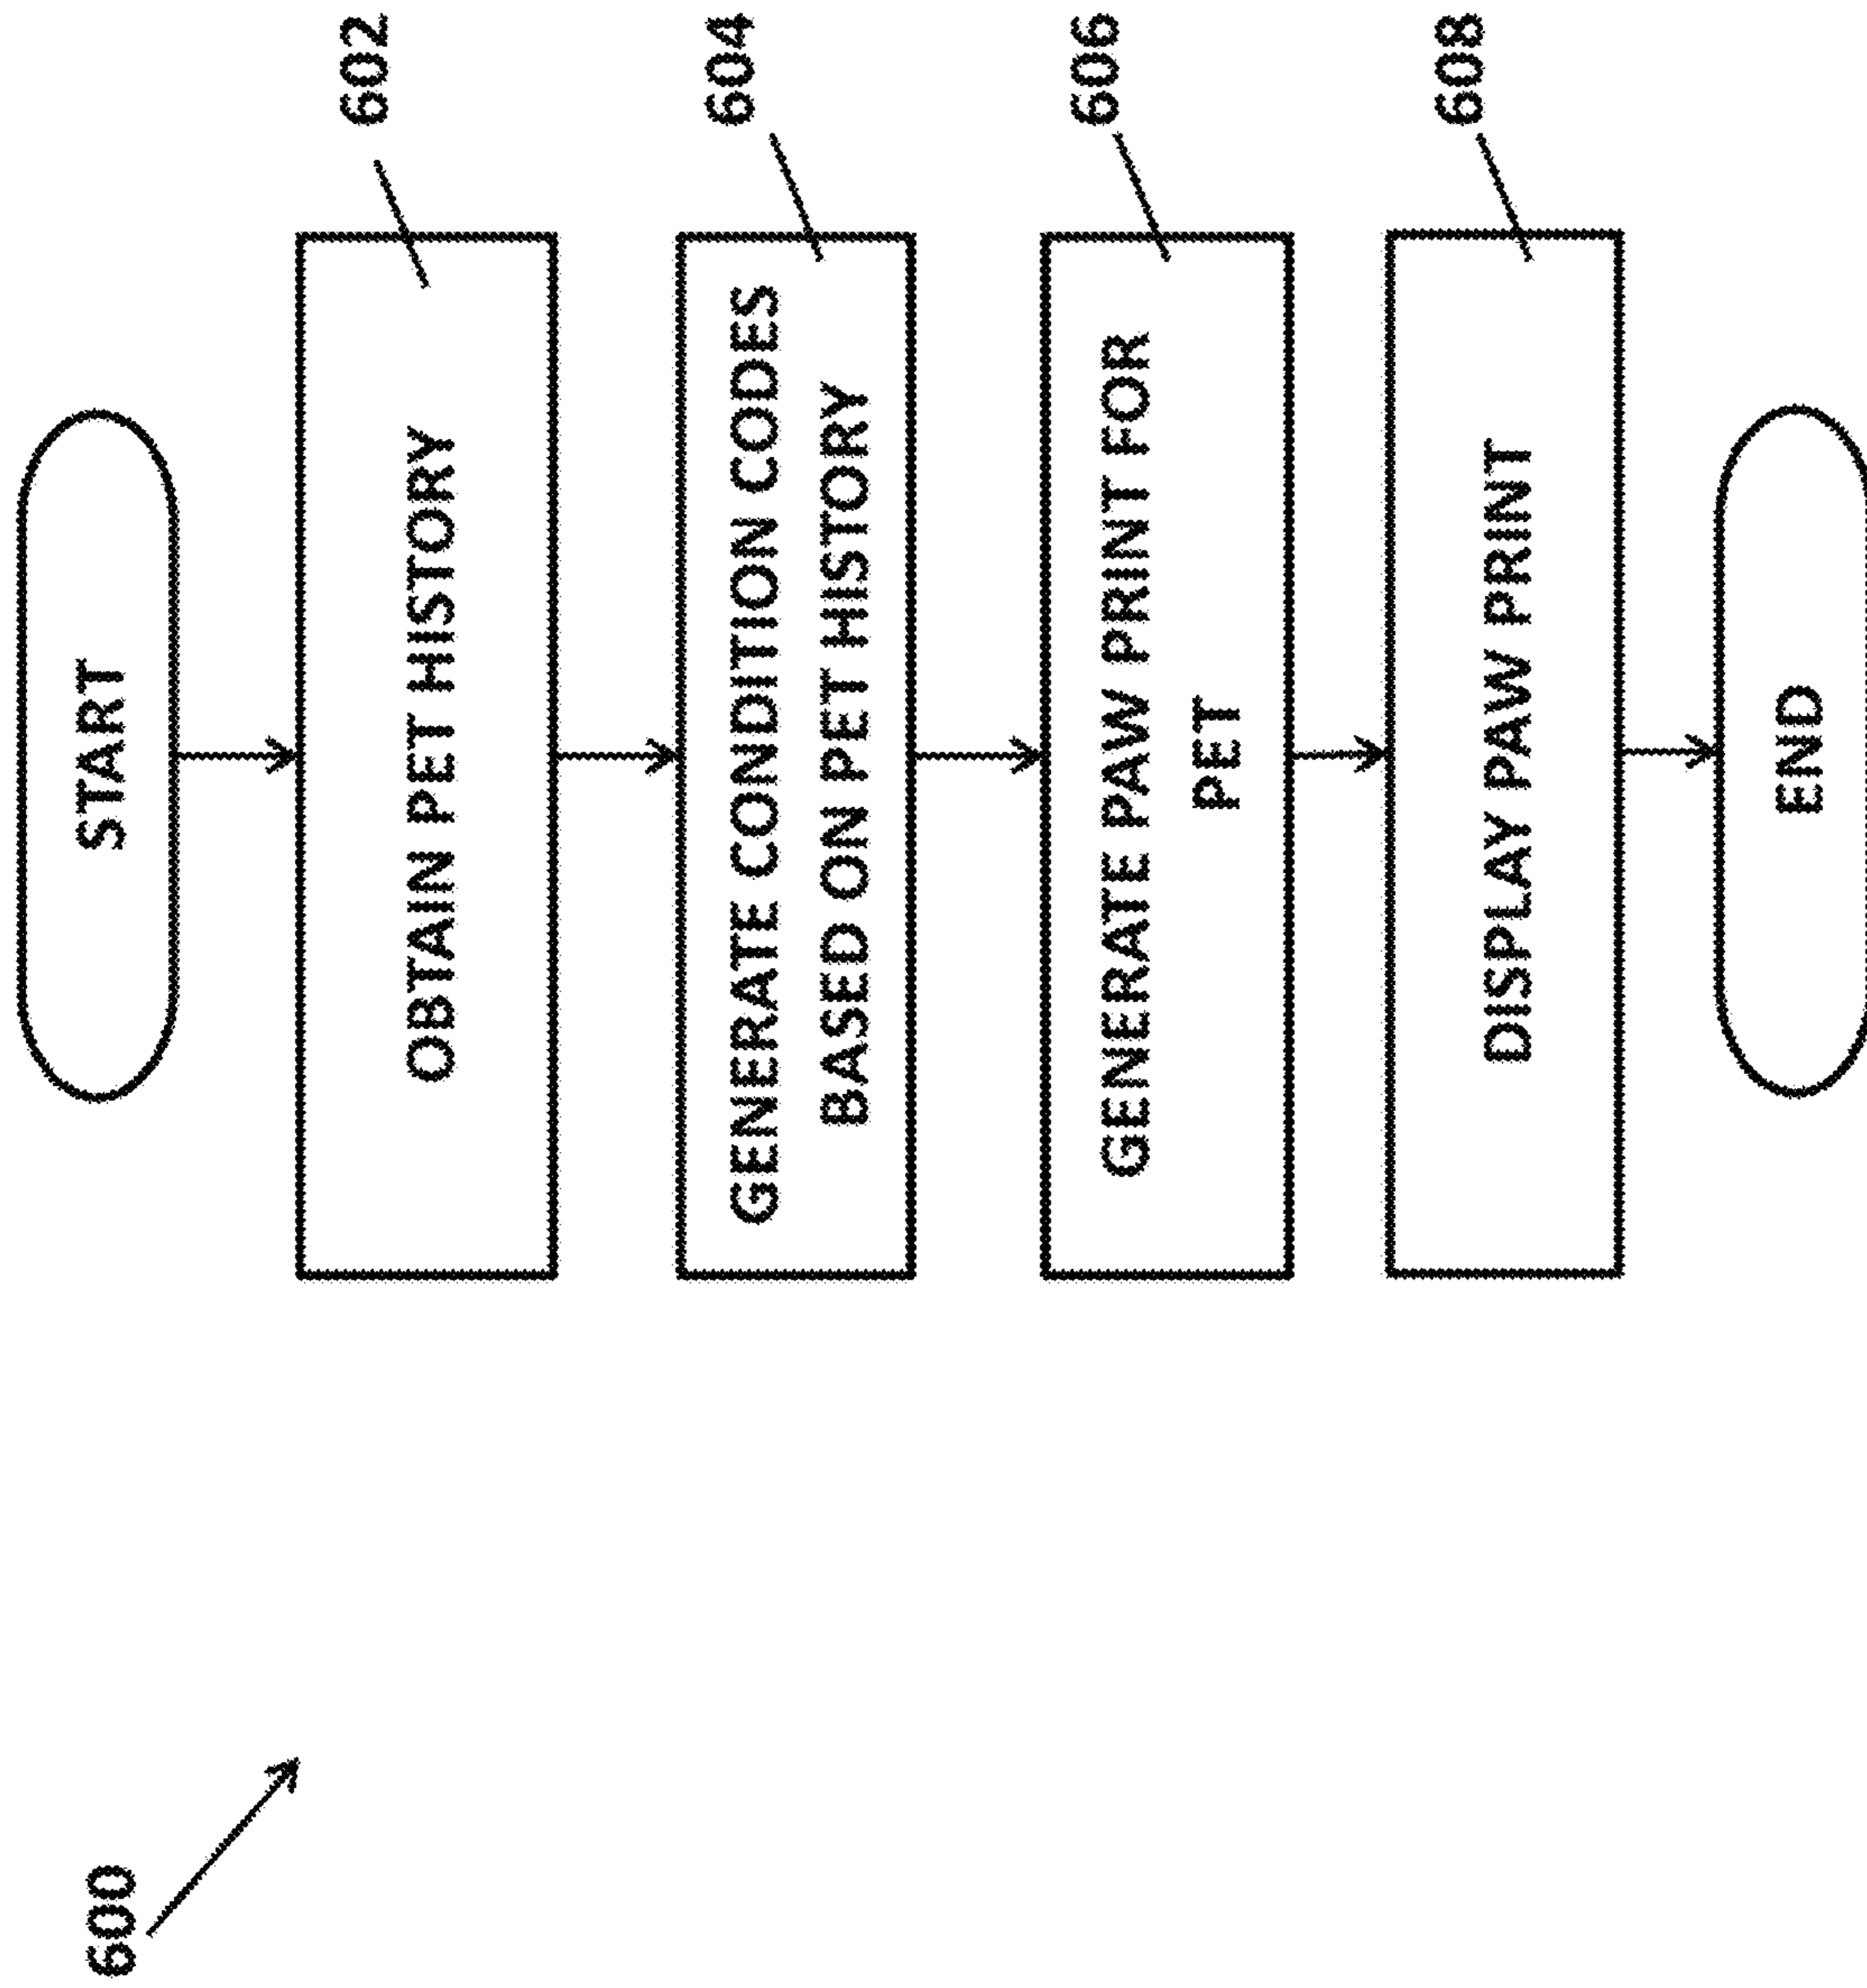 600
START
OBTAIN PET HISTORY
602
GENERATE CONDITION CODES
BASED ON PET HISTORY
604
GENERATE PAW PRINT FOR
PET
606
DISPLAY PAW PRINT
608
END